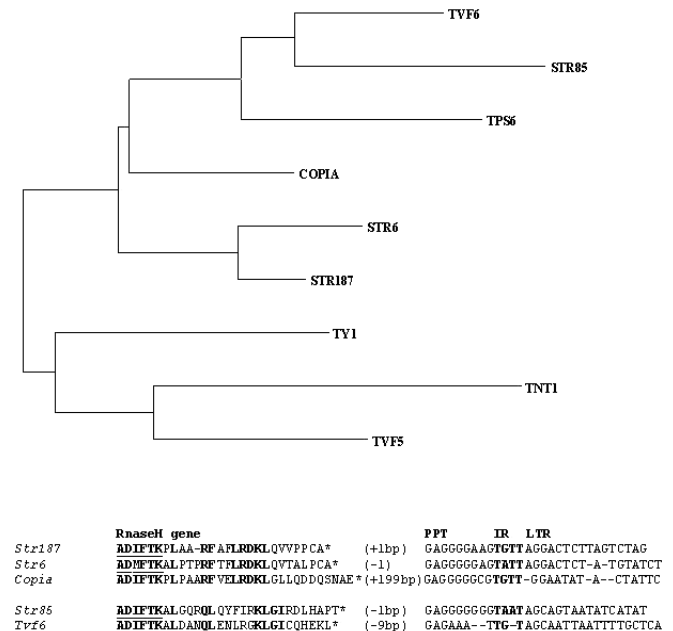 TVF6
STR85
TPS6
COPIA
STR6
STR187
TY1
TNT1
TVF5
RnaseH gene PPT IR LTR
Str187 ADIFTKPLAA-RFAFLRDKLQVVPPCA* (+1bp) GAGGGGAAGTGTTAGGACTCTTAGTCTAG
Str6 ADMFTKALPTPRFTFLRDKLQVTALPCA* (-1) GAGGGGGAGTATTAGGACTCT-A-TGTATCT
Copia ADIFTKPLPAARFVELRDKLGLLQDDQSNAE* (+199bp) GAGGGGGCGTGTT-GGAATAT-A--CTATTC
Str85 ADIFTKALGQRQLQYFIRKLGIRDLHAPT* (-1bp) GAGGGGGGGTAATAGCAGTAATATCATAT
Tvf6 ADIFTKALDANQLENLRGKLGICQHEKL* (-9bp) GAGAAA--TTG-TAGCAATTAATTTTGCTCA